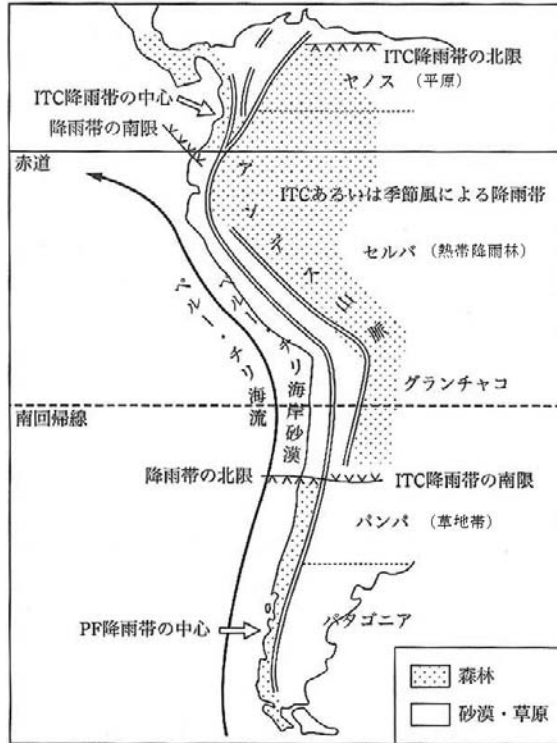 ITC降雨帯の北限
ヤノス（平原）
ITC降雨帯の中心
降雨帯の南限
赤道
ITCあるいは季節風による降雨帯
アンデス山脈
セルバ（熱帯降雨林）
ペルー・チリ海流
ペルー・チリ海岸砂漠
グランチャコ
南回帰線
降雨帯の北限
ITC降雨帯の南限
パンパ（草地帯）
PF降雨帯の中心
パタゴニア
森林
砂漠・草原